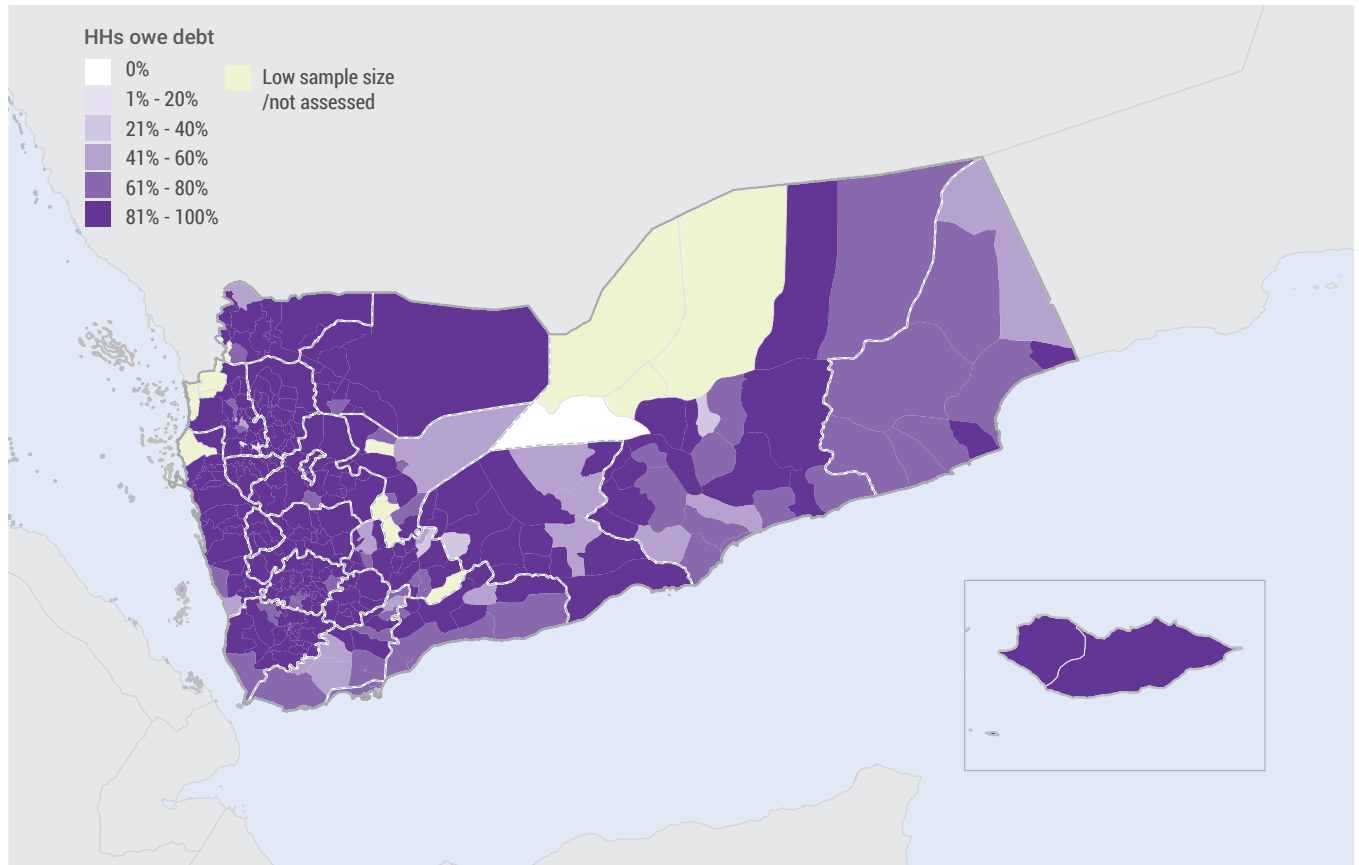 HHs owe debt
0%
1% - 20%
21% - 40%
41% - 60%
61% - 80%
81% - 100%
Low sample size
/not assessed